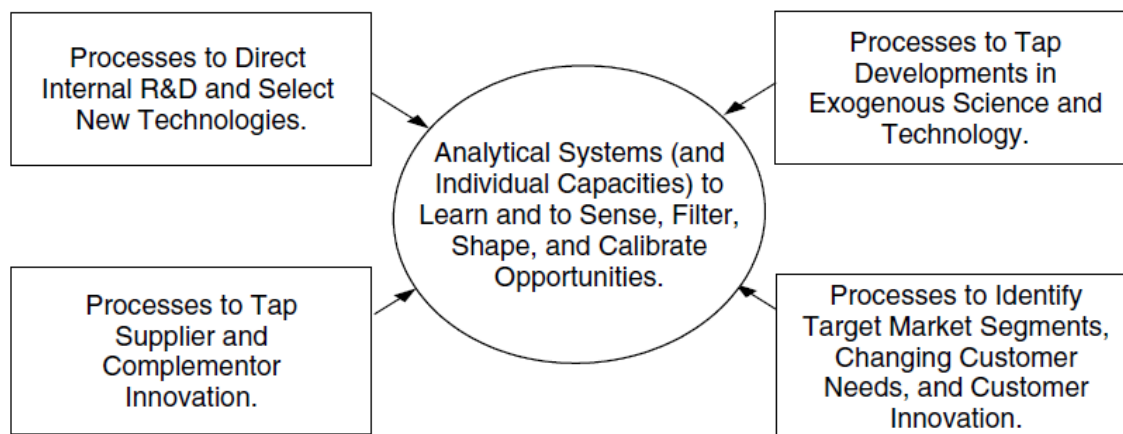 Processes to Direct
Internal R&D and Select
New Technologies.
Processes to Tap
Developments in
Exogenous Science and
Technology.
Analytical Systems (and
Individual Capacities) to
Learn and to Sense, Filter,
Shape, and Calibrate
Opportunities.
Processes to Tap
Supplier and
Complementor
Innovation.
Processes to Identify
Target Market Segments,
Changing Customer
Needs, and Customer
Innovation.